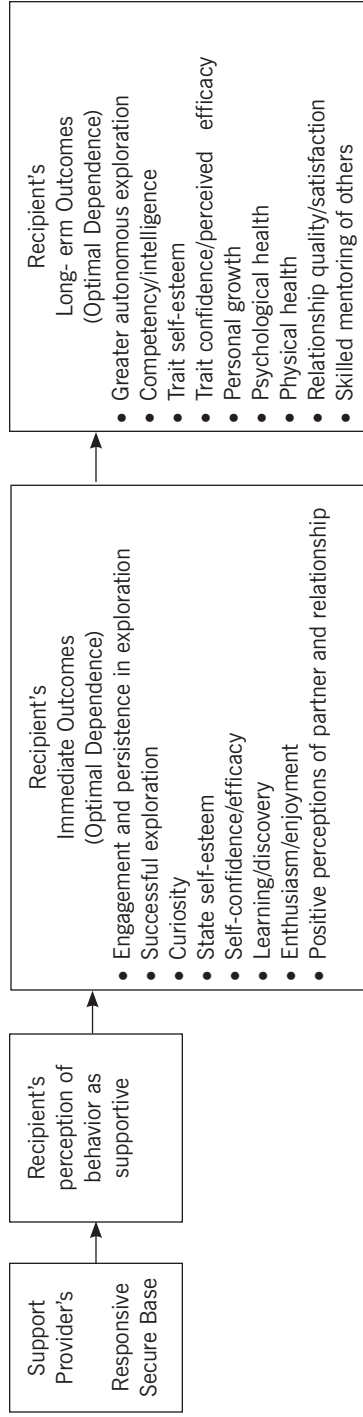 Support
Provider's
Responsive
Secure Base
Recipient's
perception of
behavior as
supportive
Recipient's
Immediate Outcomes
(Optimal Dependence)
• Engagement and persistence in exploration
• Successful exploration
• Curiosity
• State self-esteem
• Self-confidence/efficacy
• Learning/discovery
• Enthusiasm/enjoyment
• Positive perceptions of partner and relationship
Recipient's
Long- erm Outcomes
(Optimal Dependence)
• Greater autonomous exploration
• Competency/intelligence
• Trait self-esteem
• Trait confidence/perceived efficacy
• Personal growth
• Psychological health
• Physical health
• Relationship quality/satisfaction
• Skilled mentoring of others